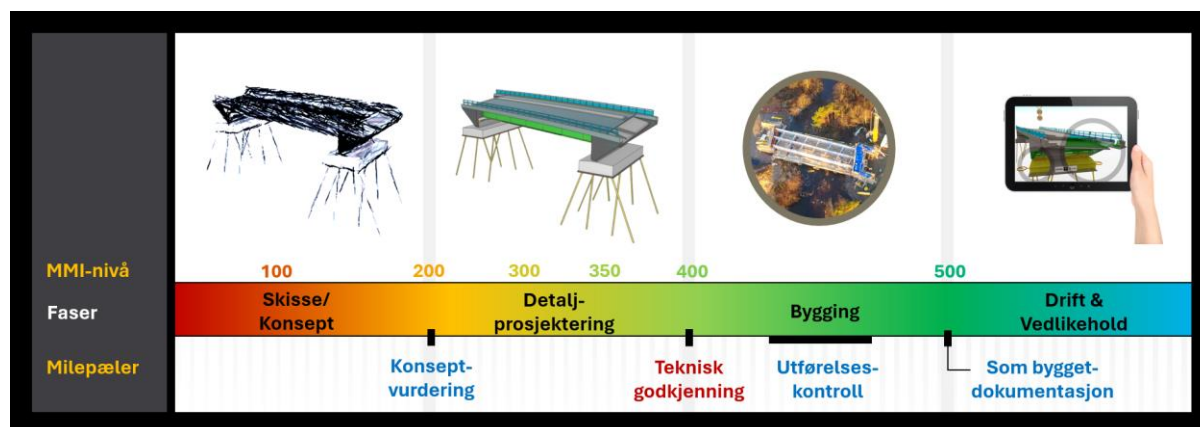 MMI-nivå
100
200
300
350
400
500
Faser
Skisse/
Konsept
Detalj-
prosjektering
Bygging
Drift &
Vedlikehold
Milepæler
Konsept-
vurdering
Teknisk
godkjenning
Utførelses-
kontroll
Som bygget-
dokumentasjon